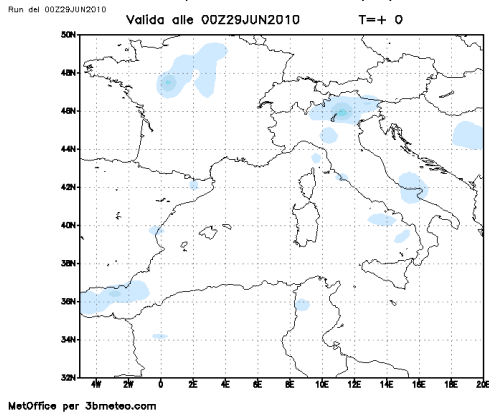 Run del 00Z29JUN2010
Valida alle 00Z29JUN2010 T=+ 0
50N
48N
46N
44N
42N
40N
38N
36N
34N
32N
4W 2W 0 2E 4E 6E 8E 10E 12E 14E 16E 18E 20E
MetOffice per 3bmeteo.com